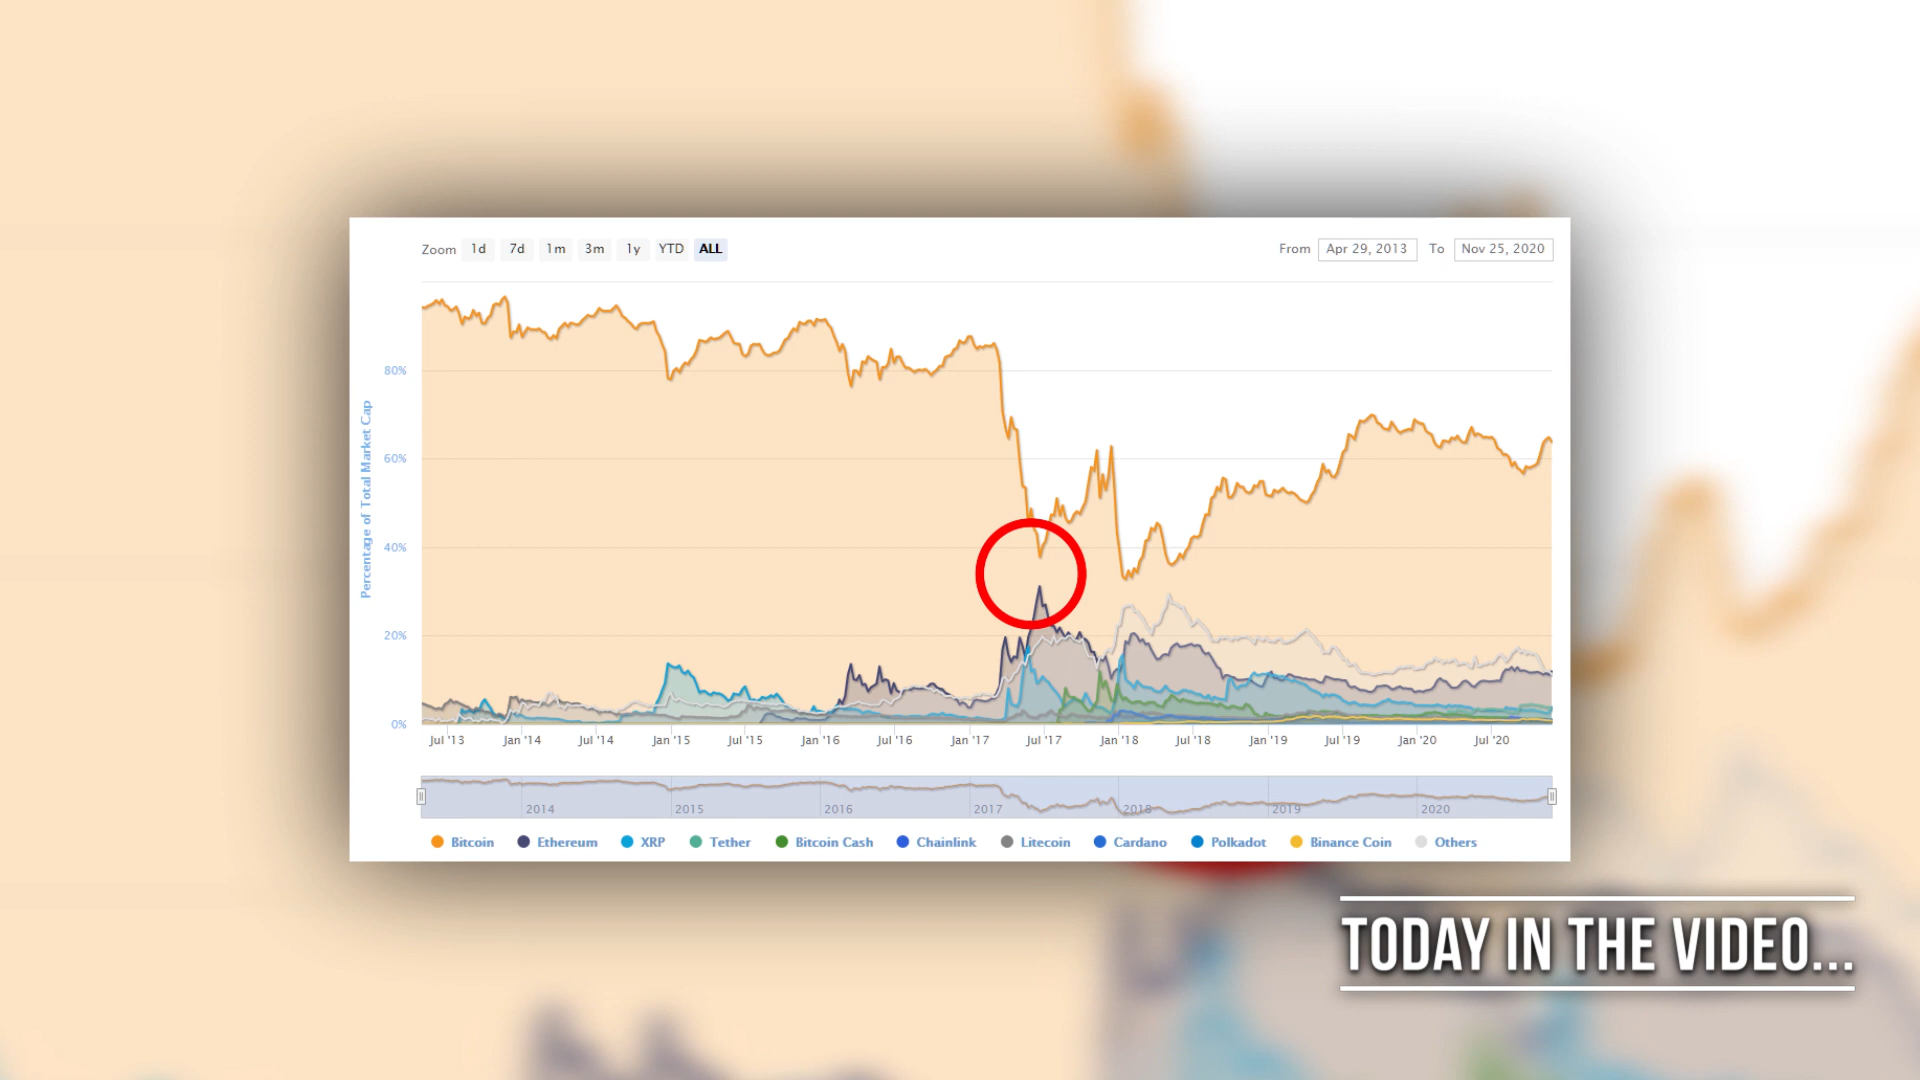 Zoom 1d 7d 1m 3m 1y YTD ALL
From Apr 29, 2013 To Nov 25, 2020
Percentage of Total Market Cap
80%
60%
40%
20%
0%
Jul '13 Jan '14 Jul '14 Jan '15 Jul '15 Jan '16 Jul '16 Jan '17 Jul '17 Jan '18 Jul '18 Jan '19 Jul '19 Jan '20 Jul '20
2014 2015 2016 2017 2018 2019 2020
Bitcoin Ethereum XRP Tether Bitcoin Cash Chainlink Litecoin Cardano Polkadot Binance Coin Others
TODAY IN THE VIDEO...